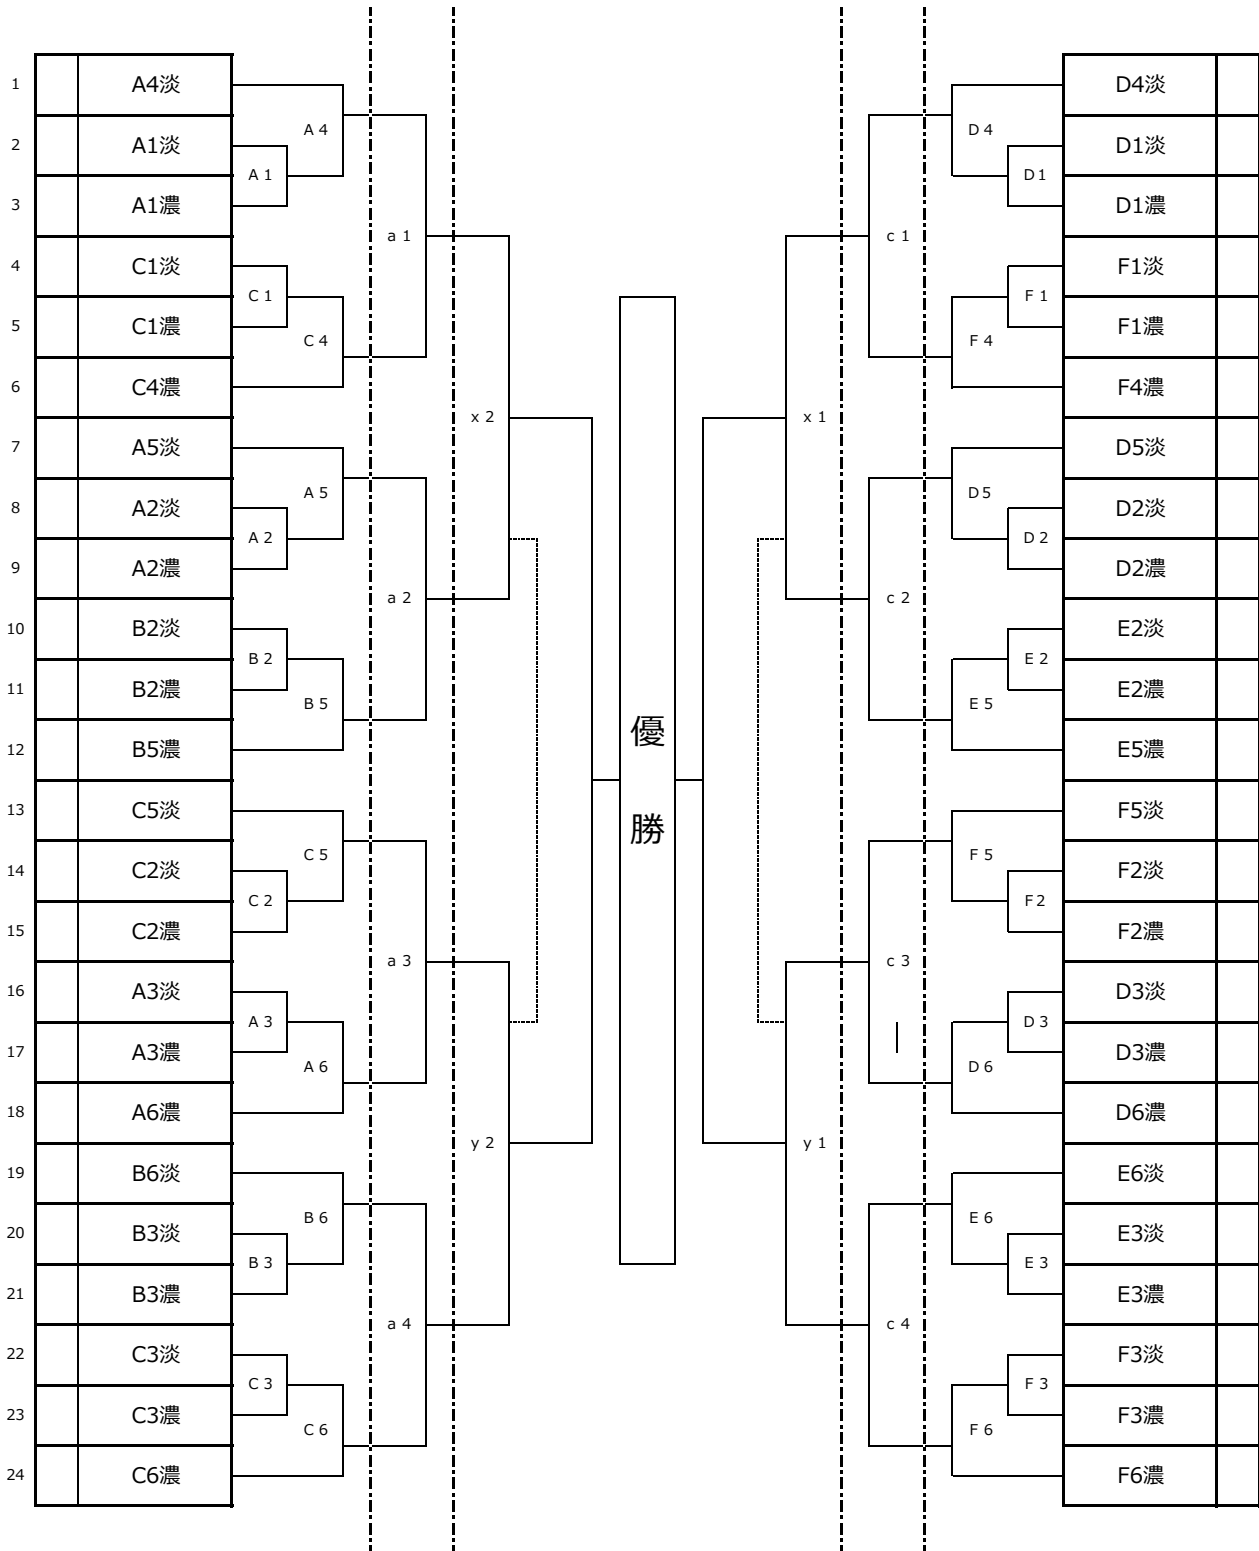 1 A4淡 D4淡
A 4 D 4
2 A1淡 D1淡
A 1 D 1
3 A1濃 D1濃
a 1 c 1
4 C1淡 F1淡
C 1 F 1
5 C1濃 F1濃
C 4 F 4
6 C4濃 F4濃
x 2 x 1
7 A5淡 D5淡
A 5 D 5
8 A2淡 D2淡
A 2 D 2
9 A2濃 D2濃
a 2 c 2
10 B2淡 E2淡
B 2 E 2
11 B2濃 E2濃
B 5 E 5
12 B5濃 E5濃
優
勝
13 C5淡 F5淡
C 5 F 5
14 C2淡 F2淡
C 2 F 2
15 C2濃 F2濃
a 3 c 3
16 A3淡 D3淡
A 3 D 3
17 A3濃 D3濃
A 6 D 6
18 A6濃 D6濃
y 2 y 1
19 B6淡 E6淡
B 6 E 6
20 B3淡 E3淡
B 3 E 3
21 B3濃 E3濃
a 4 c 4
22 C3淡 F3淡
C 3 F 3
23 C3濃 F3濃
C 6 F 6
24 C6濃 F6濃